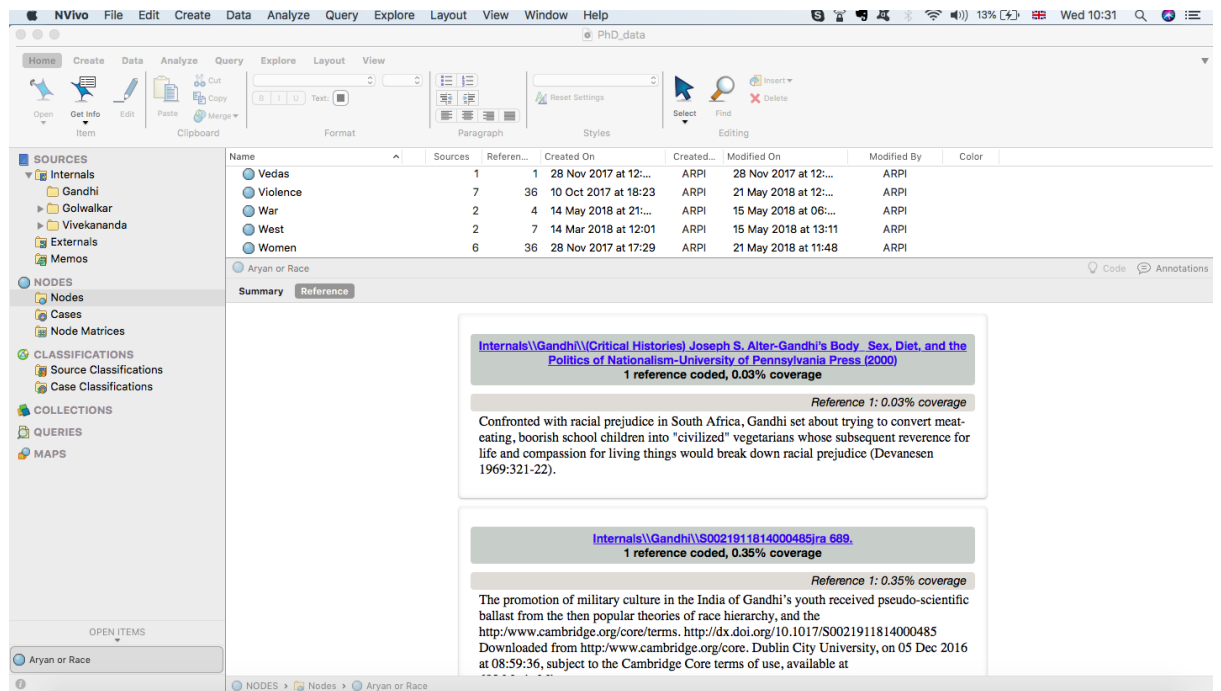 NVivo File Edit Create Data Analyze Query Explore Layout View Window Help 13% Wed 10:31
PhD_data
Home Create Data Analyze Query Explore Layout View
Open Get Info Edit Paste Cut Copy Merge
B I U Text:
Reset Settings
Select Find Insert Delete
Item Clipboard Format Paragraph Styles Editing
SOURCES
Internals
Gandhi
Golwalkar
Vivekananda
Externals
Memos
NODES
Nodes
Cases
Node Matrices
CLASSIFICATIONS
Source Classifications
Case Classifications
COLLECTIONS
QUERIES
MAPS
OPEN ITEMS
Aryan or Race
Name Sources Referen... Created On Created... Modified On Modified By Color
Vedas 1 1 28 Nov 2017 at 12:... ARPI 28 Nov 2017 at 12:... ARPI
Violence 7 36 10 Oct 2017 at 18:23 ARPI 21 May 2018 at 12:... ARPI
War 2 4 14 May 2018 at 21:... ARPI 15 May 2018 at 06:... ARPI
West 2 7 14 Mar 2018 at 12:01 ARPI 15 May 2018 at 13:11 ARPI
Women 6 36 28 Nov 2017 at 17:29 ARPI 21 May 2018 at 11:48 ARPI
Aryan or Race Code Annotations
Summary Reference
Internals\\Gandhi\\(Critical Histories) Joseph S. Alter-Gandhi's Body_ Sex, Diet, and the
Politics of Nationalism-University of Pennsylvania Press (2000)
1 reference coded, 0.03% coverage
Reference 1: 0.03% coverage
Confronted with racial prejudice in South Africa, Gandhi set about trying to convert meat-
eating, boorish school children into "civilized" vegetarians whose subsequent reverence for
life and compassion for living things would break down racial prejudice (Devanesen
1969:321-22).
Internals\\Gandhi\\S0021911814000485jra 689.
1 reference coded, 0.35% coverage
Reference 1: 0.35% coverage
The promotion of military culture in the India of Gandhi's youth received pseudo-scientific
ballast from the then popular theories of race hierarchy, and the
http:/www.cambridge.org/core/terms. http://dx.doi.org/10.1017/S0021911814000485
Downloaded from http:/www.cambridge.org/core. Dublin City University, on 05 Dec 2016
at 08:59:36, subject to the Cambridge Core terms of use, available at
NODES › Nodes › Aryan or Race